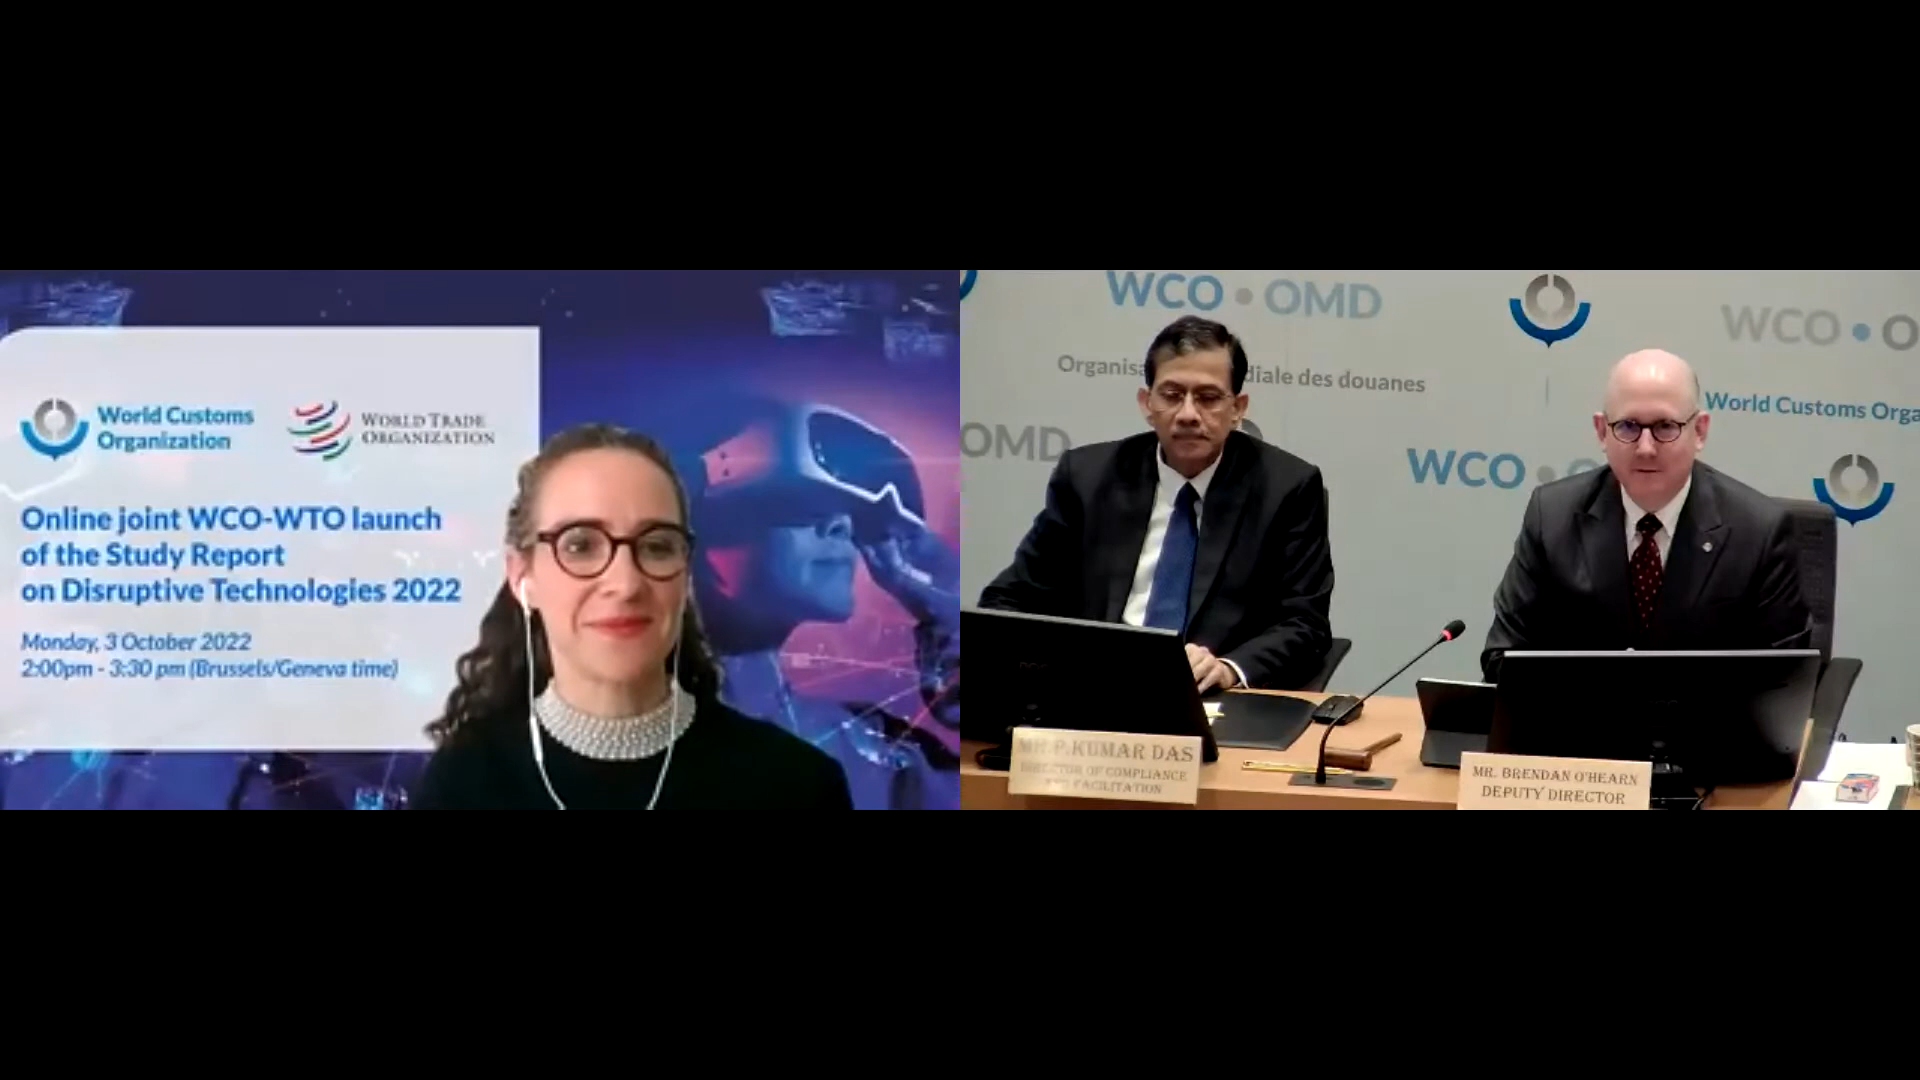 World Customs
Organization
WORLD TRADE
ORGANIZATION
Online joint WCO-WTO launch
of the Study Report
on Disruptive Technologies 2022
Monday, 3 October 2022
2:00pm - 3:30 pm (Brussels/Geneva time)
WCO • OMD
WCO • O
Organisa diale des douanes
World Customs Orga
OMD
WCO •
MR. P. KUMAR DAS
DIRECTOR OF COMPLIANCE
AND FACILITATION
MR. BRENDAN O'HEARN
DEPUTY DIRECTOR